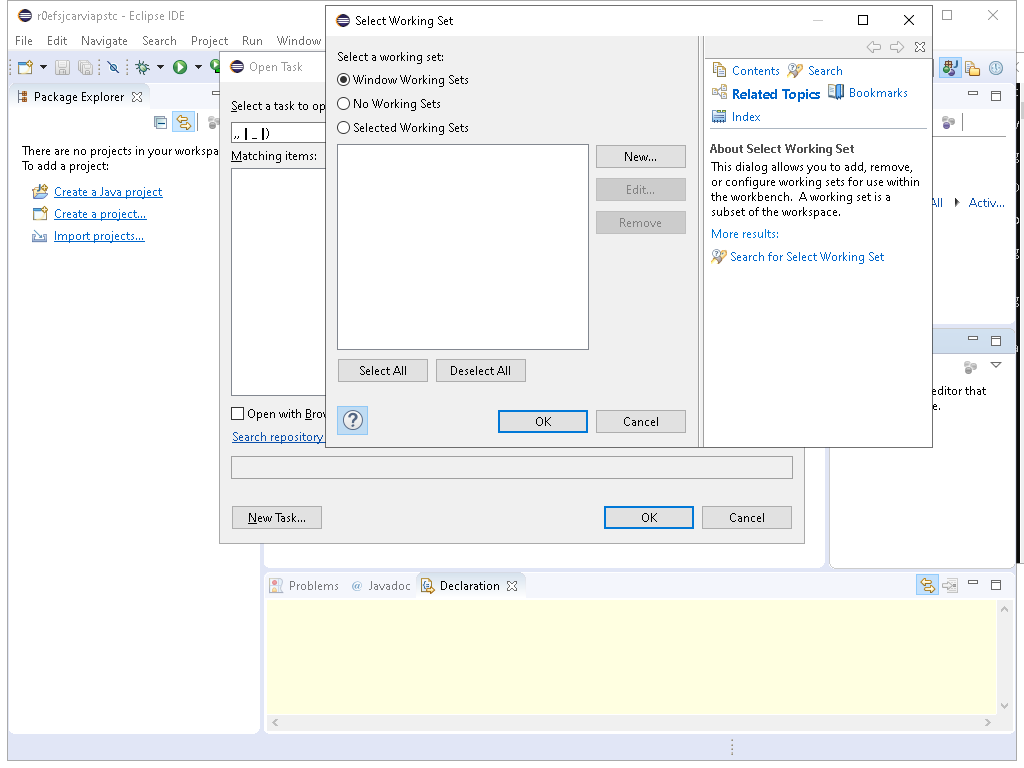 r0efsjcarviapstc - Eclipse IDE
File Edit Navigate Search Project Run Window
Package Explorer
There are no projects in your workspa
To add a project:
Create a Java project
Create a project...
Import projects...
Open Task
Select a task to op
Matching items:
Open with Brow
Search repository
New Task...
OK
Cancel
Select Working Set
Select a working set:
Window Working Sets
No Working Sets
Selected Working Sets
New...
Edit...
Remove
Select All
Deselect All
OK
Cancel
Contents
Search
Related Topics
Bookmarks
Index
About Select Working Set
This dialog allows you to add, remove,
or configure working sets for use within
the workbench. A working set is a
subset of the workspace.
More results:
Search for Select Working Set
All
Activ...
editor that
e.
Problems
@ Javadoc
Declaration